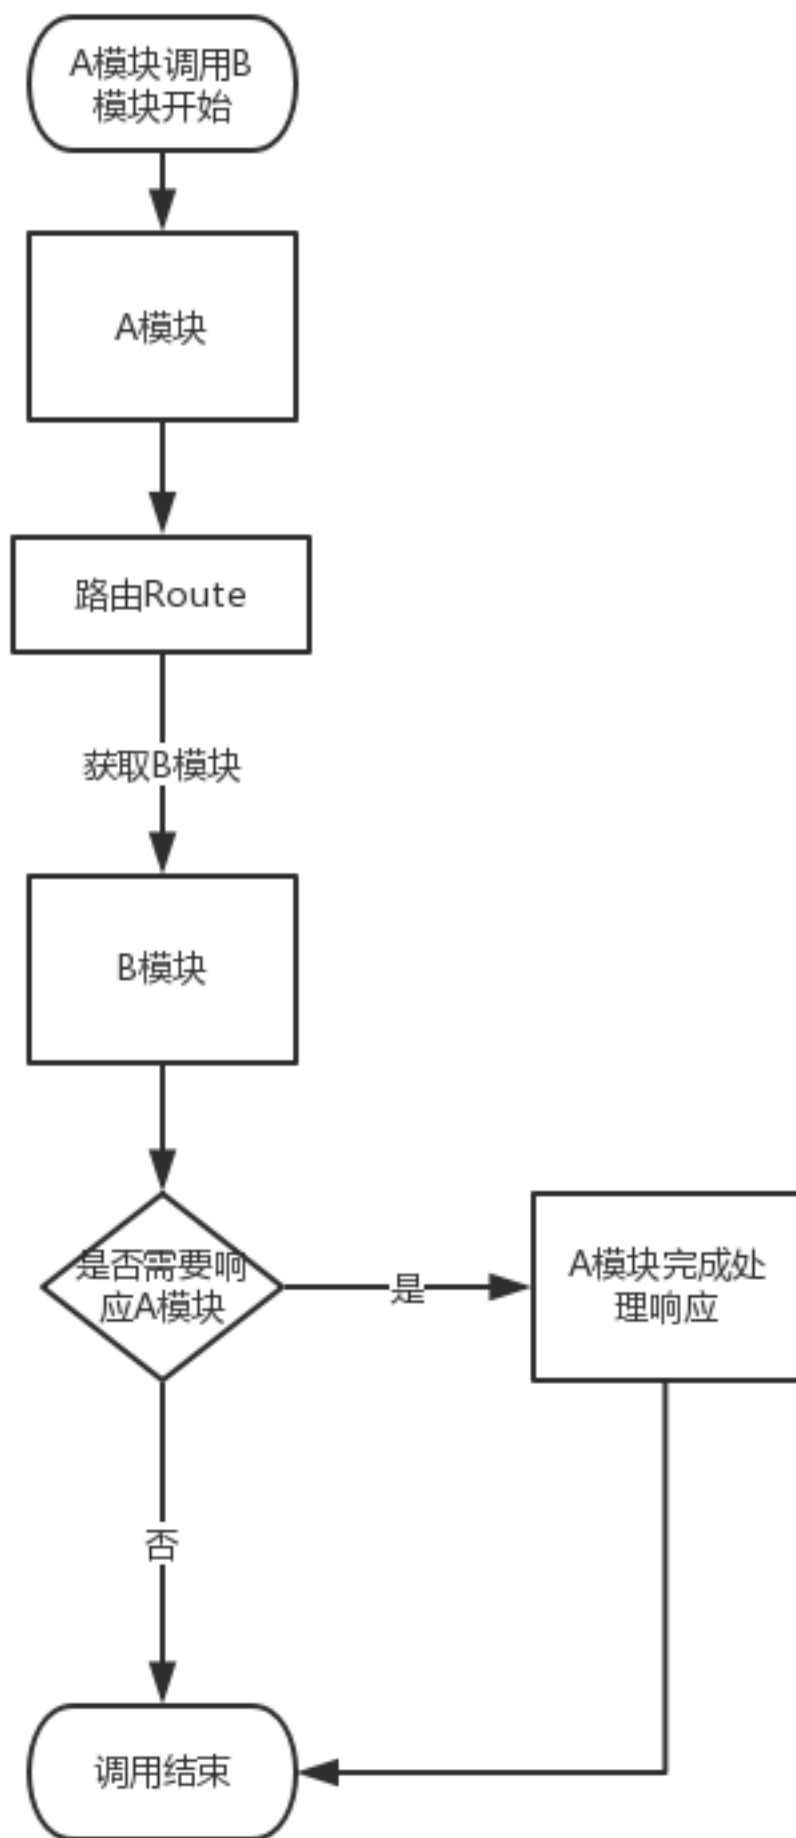 A模块调用B
模块开始
A模块
路由Route
获取B模块
B模块
是否需要响
应A模块
是
A模块完成处
理响应
否
调用结束